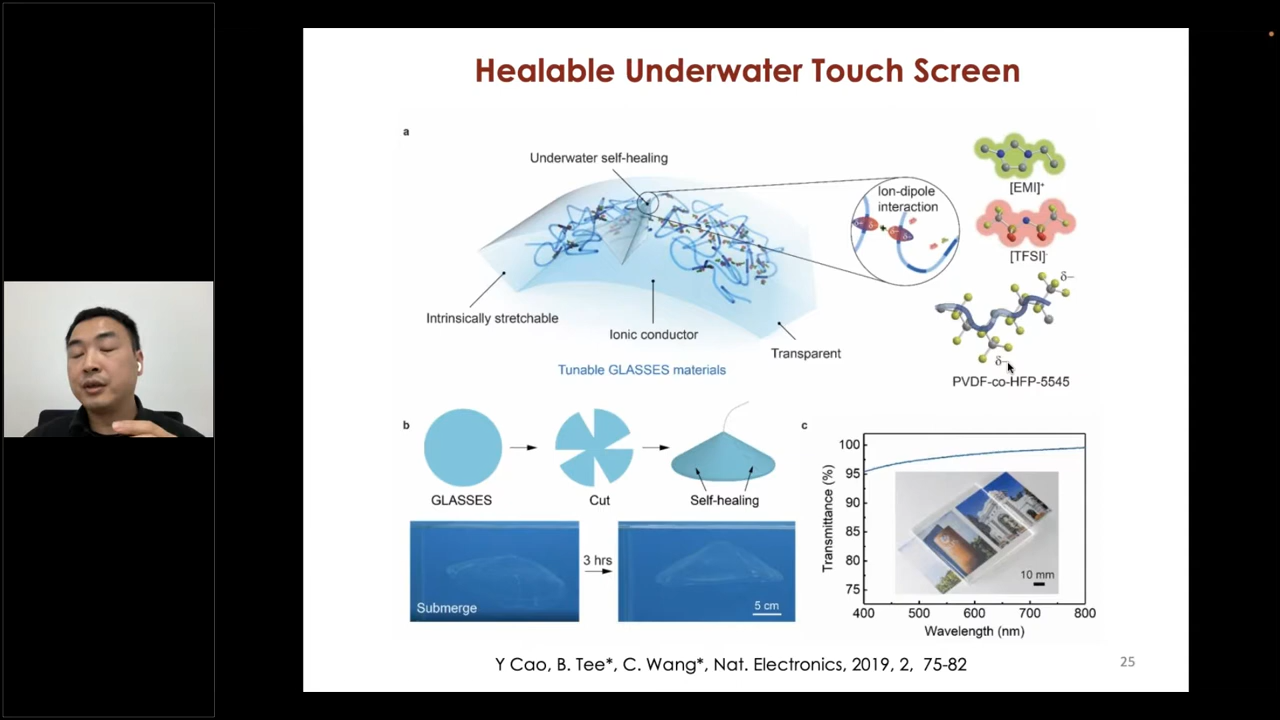 Healable Underwater Touch Screen
a
Underwater self-healing
Ion-dipole
interaction
[EMI]⁺
[TFSI]⁻
δ−
Intrinsically stretchable
Ionic conductor
Transparent
Tunable GLASSES materials
δ−
PVDF-co-HFP-5545
b
GLASSES
Cut
Self-healing
Submerge
3 hrs
5 cm
c
Transmittance (%)
100
95
90
85
80
75
10 mm
400 500 600 700 800
Wavelength (nm)
Y Cao, B. Tee*, C. Wang*, Nat. Electronics, 2019, 2, 75-82
25